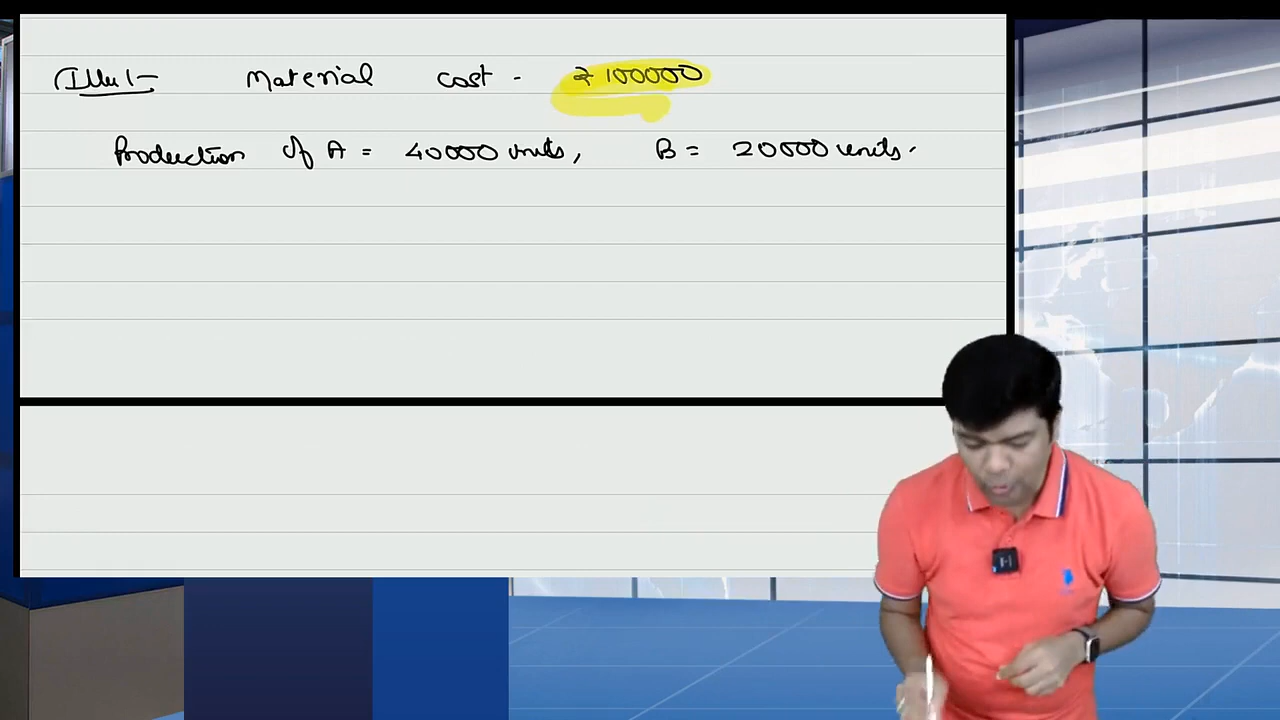 Illu 1- Material cost - ₹ 100000
Production of A = 40000 units, B = 20000 units.